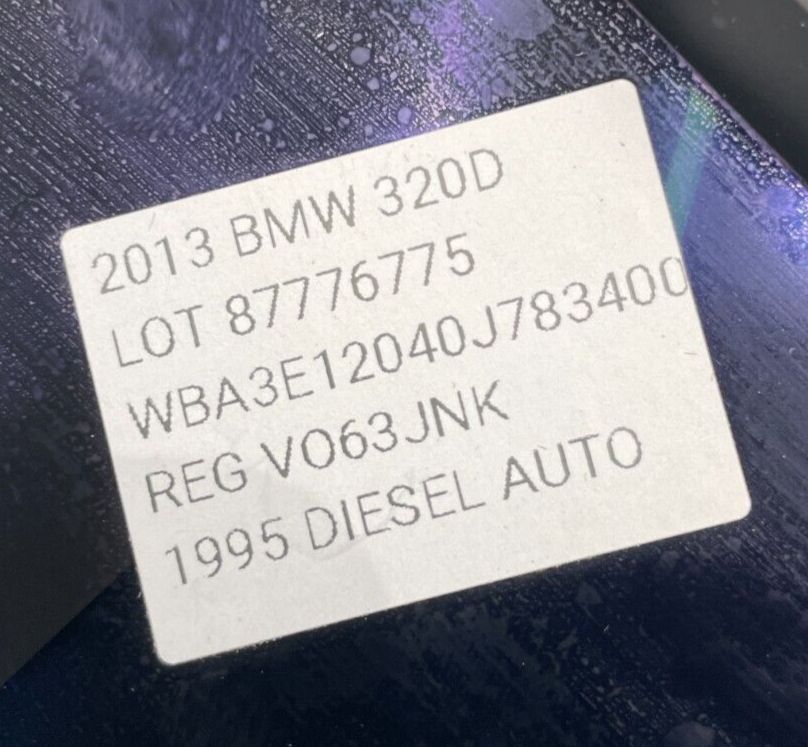 2013 BMW 320D
LOT 87776775
WBA3E12040J783400
REG VO63JNK
1995 DIESEL AUTO